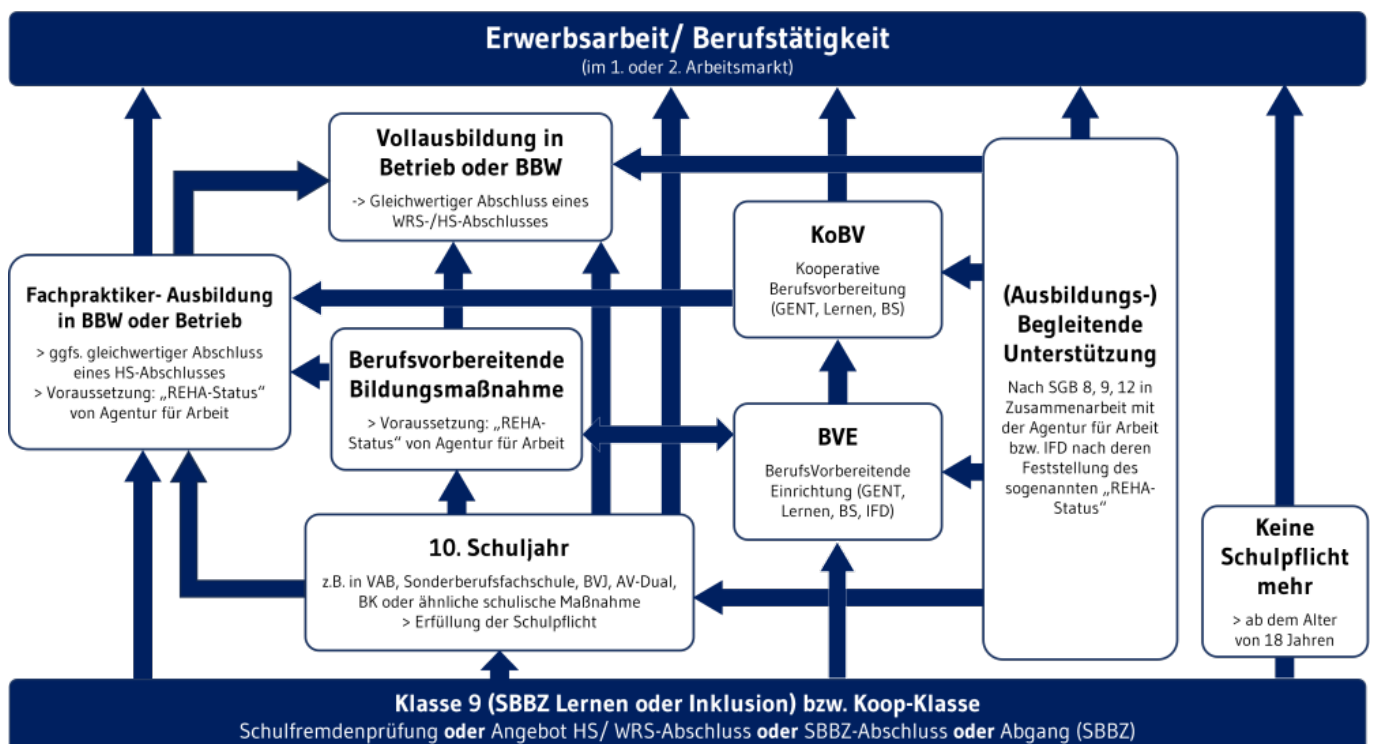 Erwerbsarbeit/ Berufstätigkeit
(im 1. oder 2. Arbeitsmarkt)
Vollausbildung in
Betrieb oder BBW
-> Gleichwertiger Abschluss eines
WRS-/HS-Abschlusses
Fachpraktiker- Ausbildung
in BBW oder Betrieb
> ggfs. gleichwertiger Abschluss
eines HS-Abschlusses
> Voraussetzung: „REHA-Status“
von Agentur für Arbeit
Berufsvorbereitende
Bildungsmaßnahme
> Voraussetzung: „REHA-
Status“ von Agentur für Arbeit
KoBV
Kooperative
Berufsvorbereitung
(GENT, Lernen, BS)
BVE
BerufsVorbereitende
Einrichtung (GENT,
Lernen, BS, IFD)
(Ausbildungs-)
Begleitende
Unterstützung
Nach SGB 8, 9, 12 in
Zusammenarbeit mit
der Agentur für Arbeit
bzw. IFD nach deren
Feststellung des
sogenannten „REHA-
Status“
10. Schuljahr
z.B. in VAB, Sonderberufsfachschule, BVJ, AV-Dual,
BK oder ähnliche schulische Maßnahme
> Erfüllung der Schulpflicht
Keine
Schulpflicht
mehr
> ab dem Alter
von 18 Jahren
Klasse 9 (SBBZ Lernen oder Inklusion) bzw. Koop-Klasse
Schulfremdenprüfung oder Angebot HS/ WRS-Abschluss oder SBBZ-Abschluss oder Abgang (SBBZ)